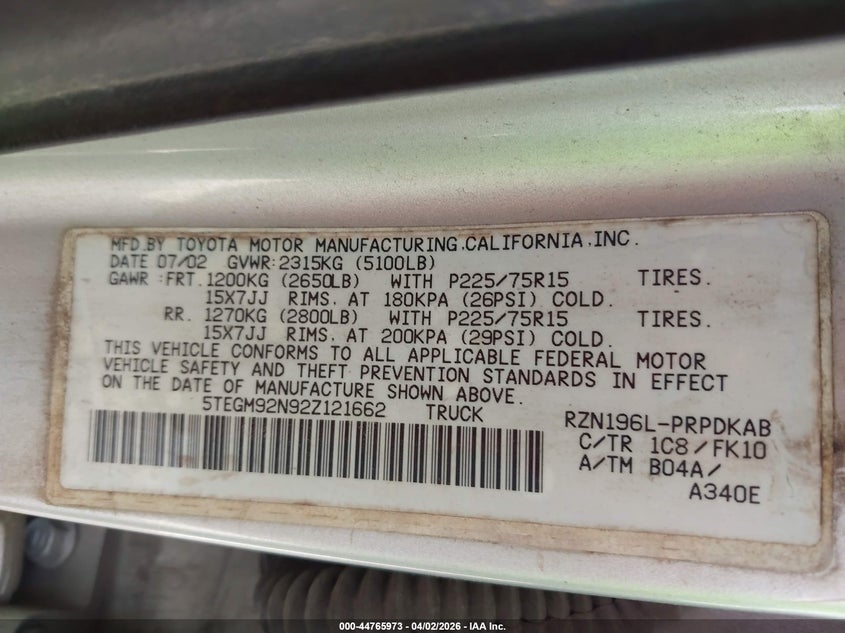 MFD.BY TOYOTA MOTOR MANUFACTURING.CALIFORNIA.INC.
DATE 07/02 GVWR:2315KG (5100LB)
GAWR :FRT. 1200KG (2650LB) WITH P225/75R15 TIRES.
15X7JJ RIMS. AT 180KPA (26PSI) COLD.
RR. 1270KG (2800LB) WITH P225/75R15 TIRES.
15X7JJ RIMS. AT 200KPA (29PSI) COLD.
THIS VEHICLE CONFORMS TO ALL APPLICABLE FEDERAL MOTOR
VEHICLE SAFETY AND THEFT PREVENTION STANDARDS IN EFFECT
ON THE DATE OF MANUFACTURE SHOWN ABOVE.
5TEGM92N92Z121662 TRUCK
RZN196L-PRPDKAB
C/TR 1C8/FK10
A/TM B04A/
A340E
000-44765973 - 04/02/2026 - IAA Inc.